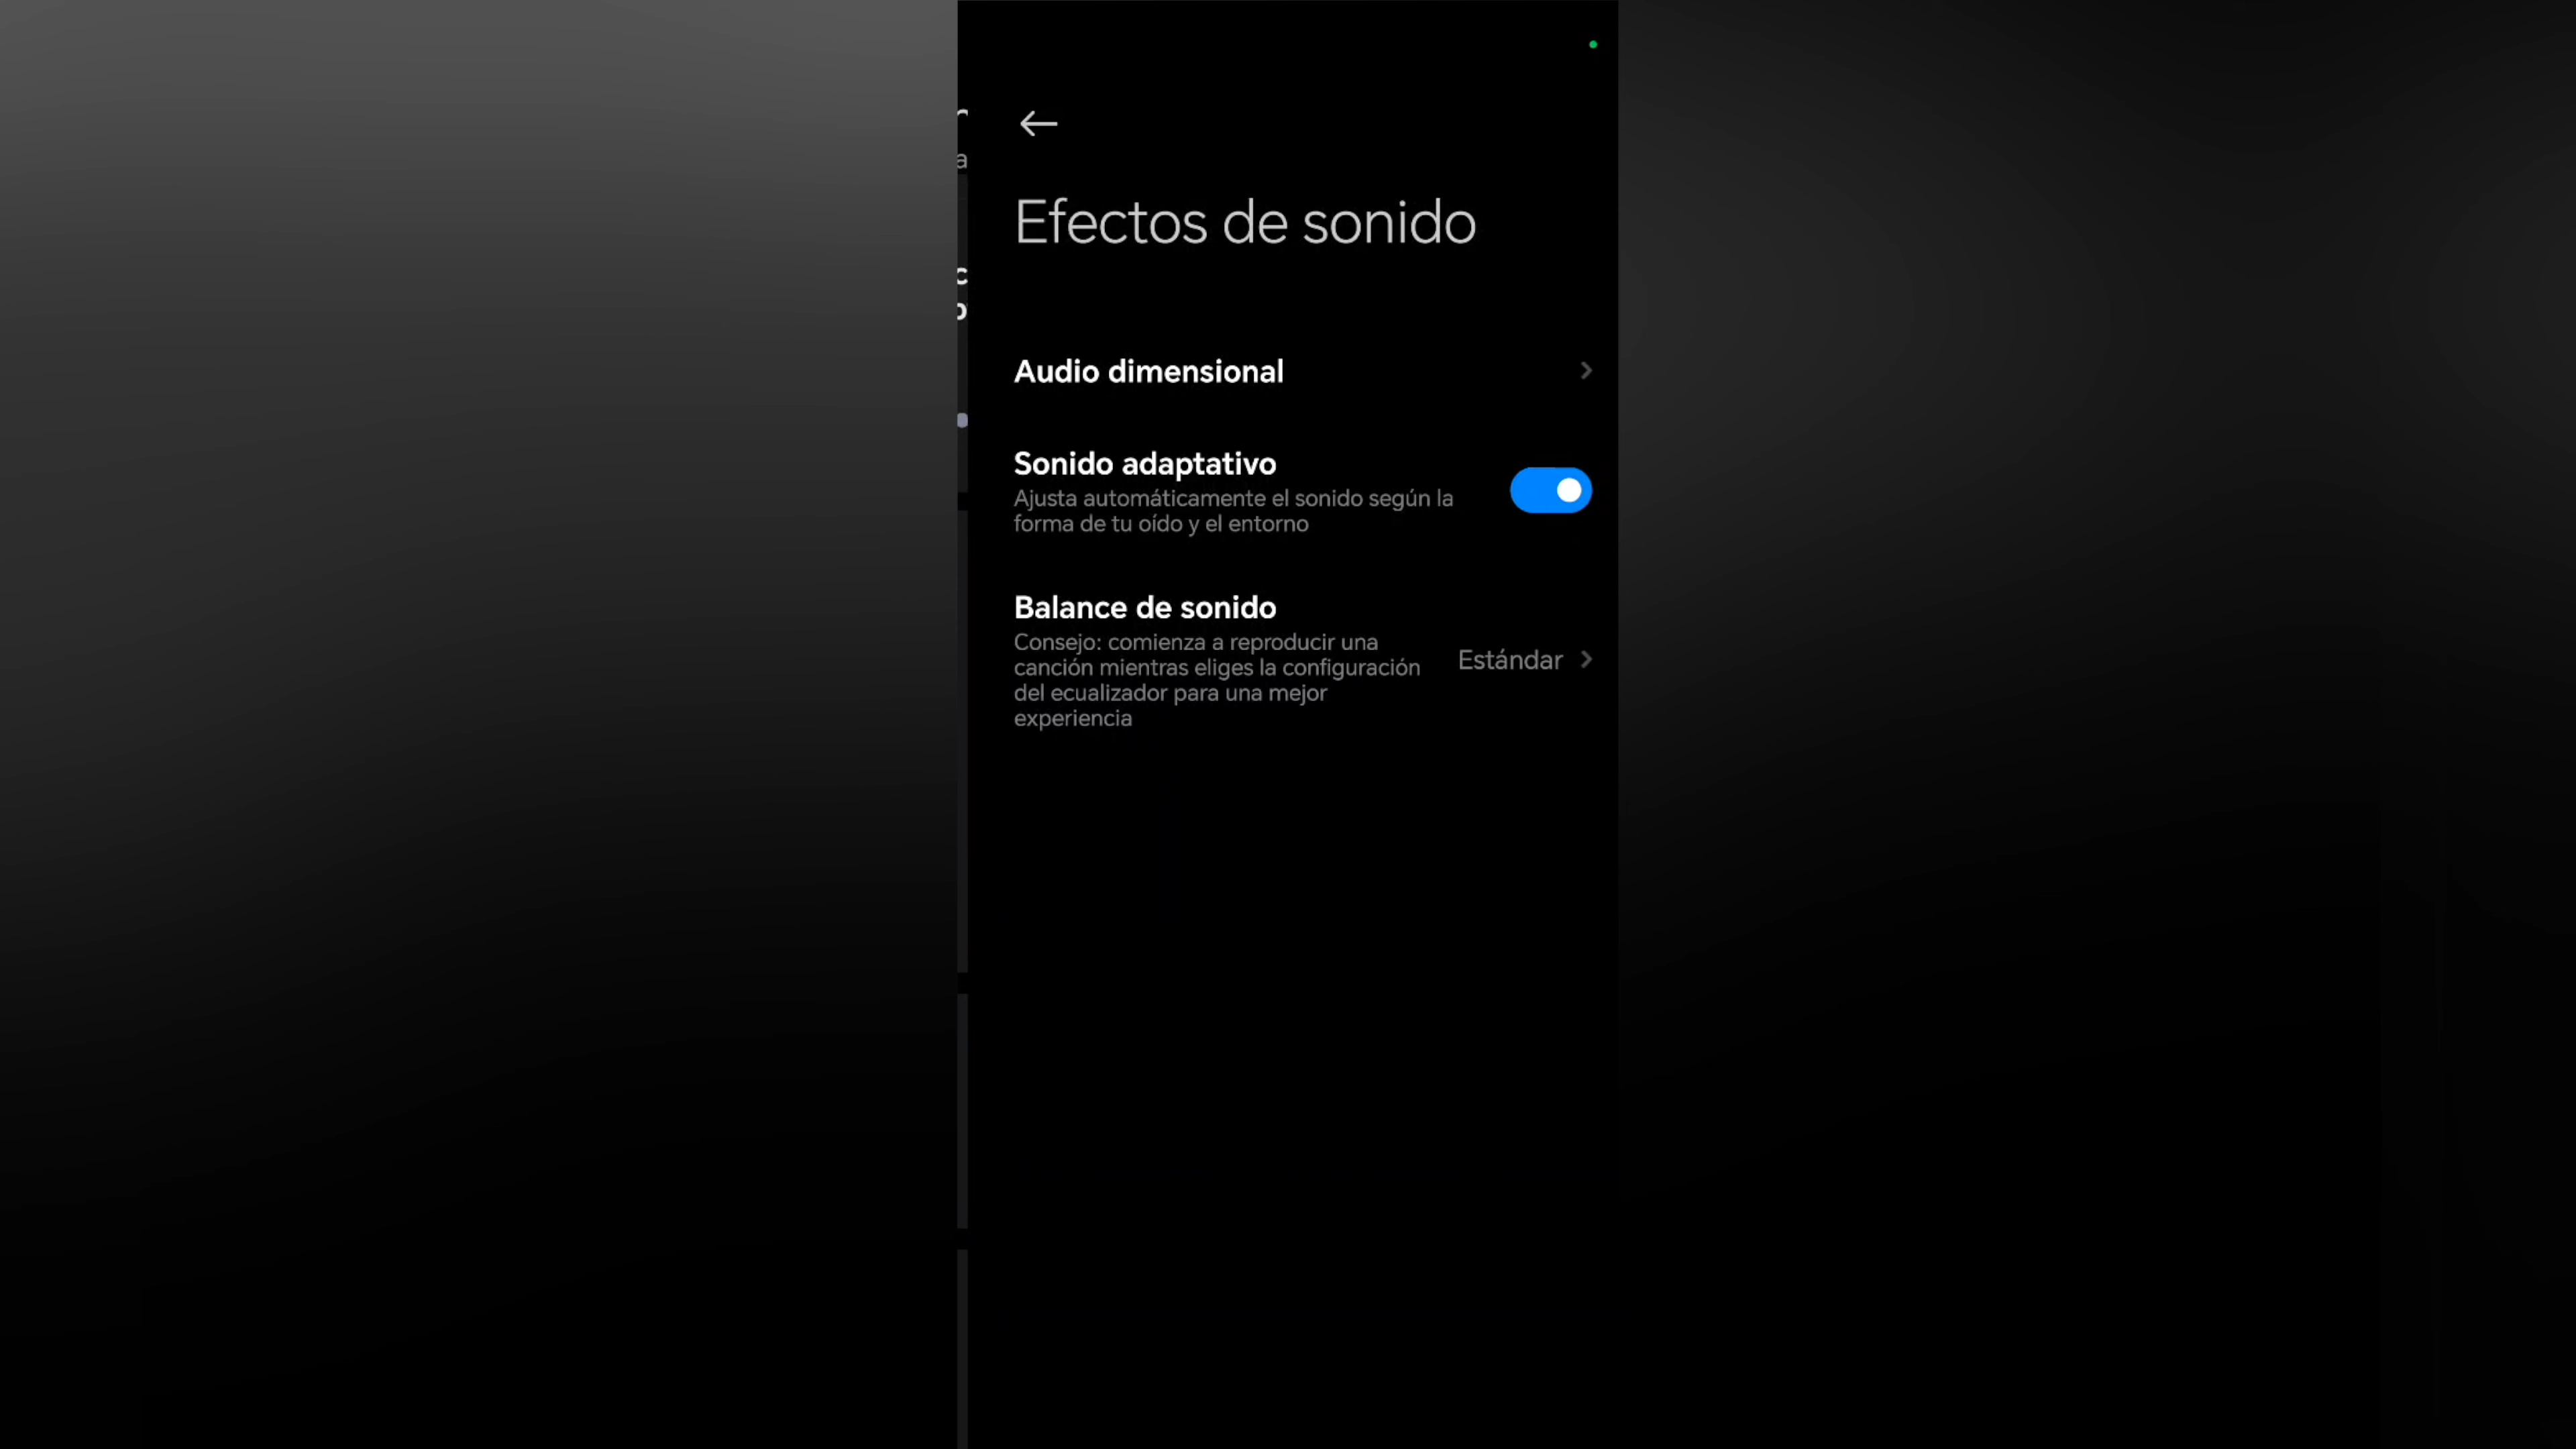 Efectos de sonido
Audio dimensional
Sonido adaptativo
Ajusta automáticamente el sonido según la
forma de tu oído y el entorno
Balance de sonido
Consejo: comienza a reproducir una
canción mientras eliges la configuración
del ecualizador para una mejor
experiencia
Estándar